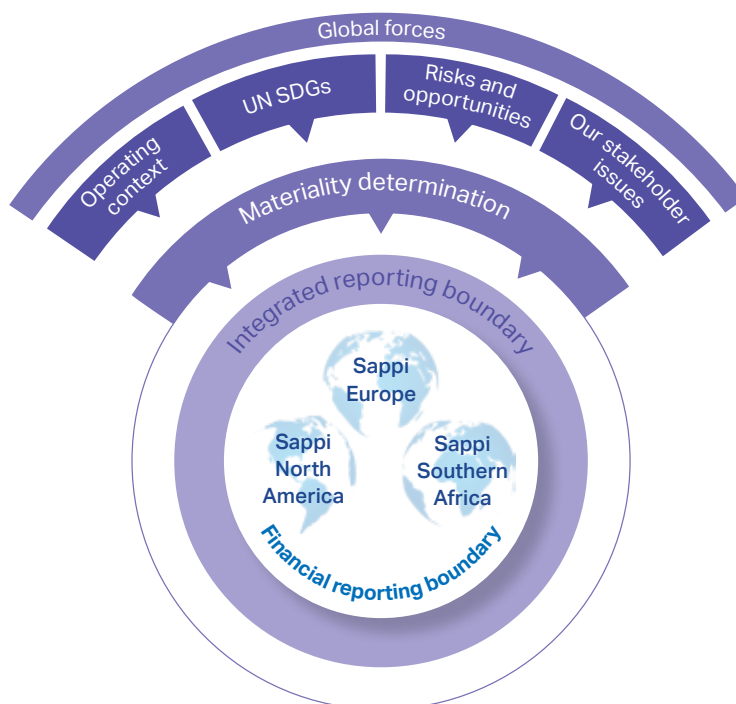 Global forces
Operating
context
UN SDGs
Risks and
opportunities
Our stakeholder
issues
Materiality determination
Integrated reporting boundary
Sappi
Europe
Sappi
North
America
Sappi
Southern
Africa
Financial reporting boundary